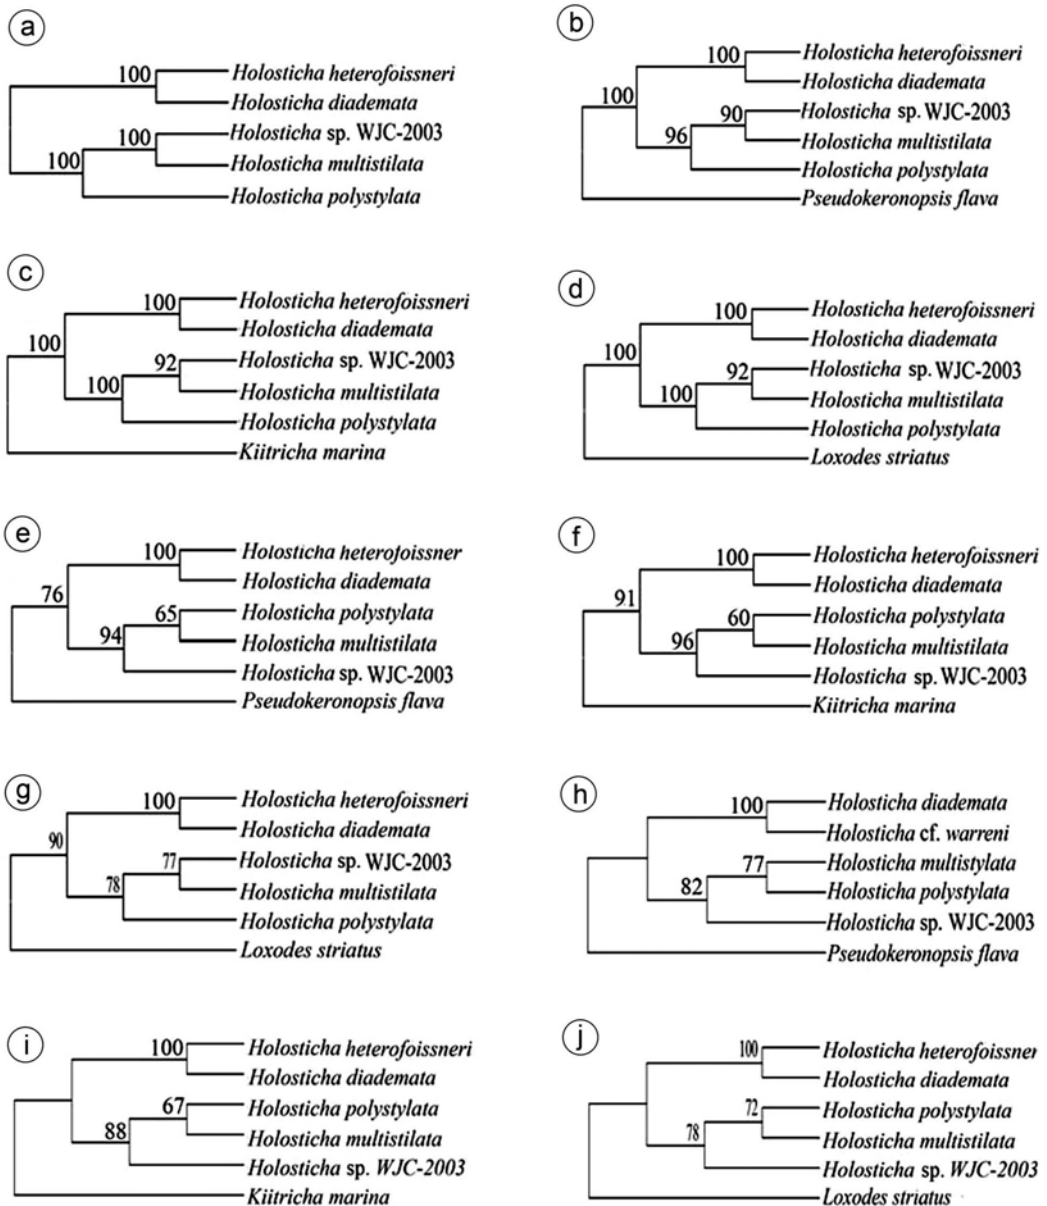 a
100
Holosticha heterofoissneri
Holosticha diademata
100
Holosticha sp. WJC-2003
100
Holosticha multistilata
Holosticha polystylata
b
100
Holosticha heterofoissneri
Holosticha diademata
100
90
Holosticha sp. WJC-2003
96
Holosticha multistilata
Holosticha polystylata
Pseudokeronopsis flava
c
100
Holosticha heterofoissneri
Holosticha diademata
100
92
Holosticha sp. WJC-2003
100
Holosticha multistilata
Holosticha polystylata
Kiitricha marina
d
100
Holosticha heterofoissneri
Holosticha diademata
100
92
Holosticha sp. WJC-2003
100
Holosticha multistilata
Holosticha polystylata
Loxodes striatus
e
100
Hotosticha heterofoissner
Holosticha diademata
76
65
Holosticha polystylata
94
Holosticha multistilata
Holosticha sp. WJC-2003
Pseudokeronopsis flava
f
100
Holosticha heterofoissneri
Holosticha diademata
91
60
Holosticha polystylata
96
Holosticha multistilata
Holosticha sp. WJC-2003
Kiitricha marina
g
100
Holosticha heterofoissneri
Holosticha diademata
90
77
Holosticha sp. WJC-2003
78
Holosticha multistilata
Holosticha polystylata
Loxodes striatus
h
100
Holosticha diademata
Holosticha cf. warreni
77
Holosticha multistylata
82
Holosticha polystylata
Holosticha sp. WJC-2003
Pseudokeronopsis flava
i
100
Holosticha heterofoissneri
Holosticha diademata
67
Holosticha polystylata
88
Holosticha multistilata
Holosticha sp. WJC-2003
Kiitricha marina
j
100
Holosticha heterofoissner
Holosticha diademata
72
Holosticha polystylata
78
Holosticha multistilata
Holosticha sp. WJC-2003
Loxodes striatus